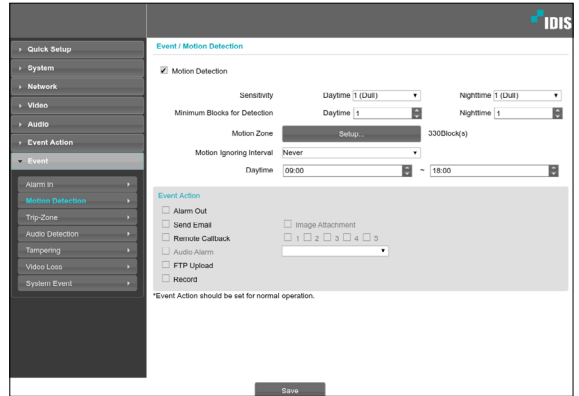 IDIS
Quick Setup
System
Network
Video
Audio
Event Action
Event
Alarm In
Motion Detection
Trip-Zone
Audio Detection
Tampering
Video Loss
System Event
Event / Motion Detection
Motion Detection
Sensitivity Daytime 1 (Dull) Nighttime 1 (Dull)
Minimum Blocks for Detection Daytime 1 Nighttime 1
Motion Zone Setup... 330Block(s)
Motion Ignoring Interval Never
Daytime 09:00 ~ 18:00
Event Action
Alarm Out
Send Email Image Attachment
Remote Callback 1 2 3 4 5
Audio Alarm
FTP Upload
Record
*Event Action should be set for normal operation.
Save